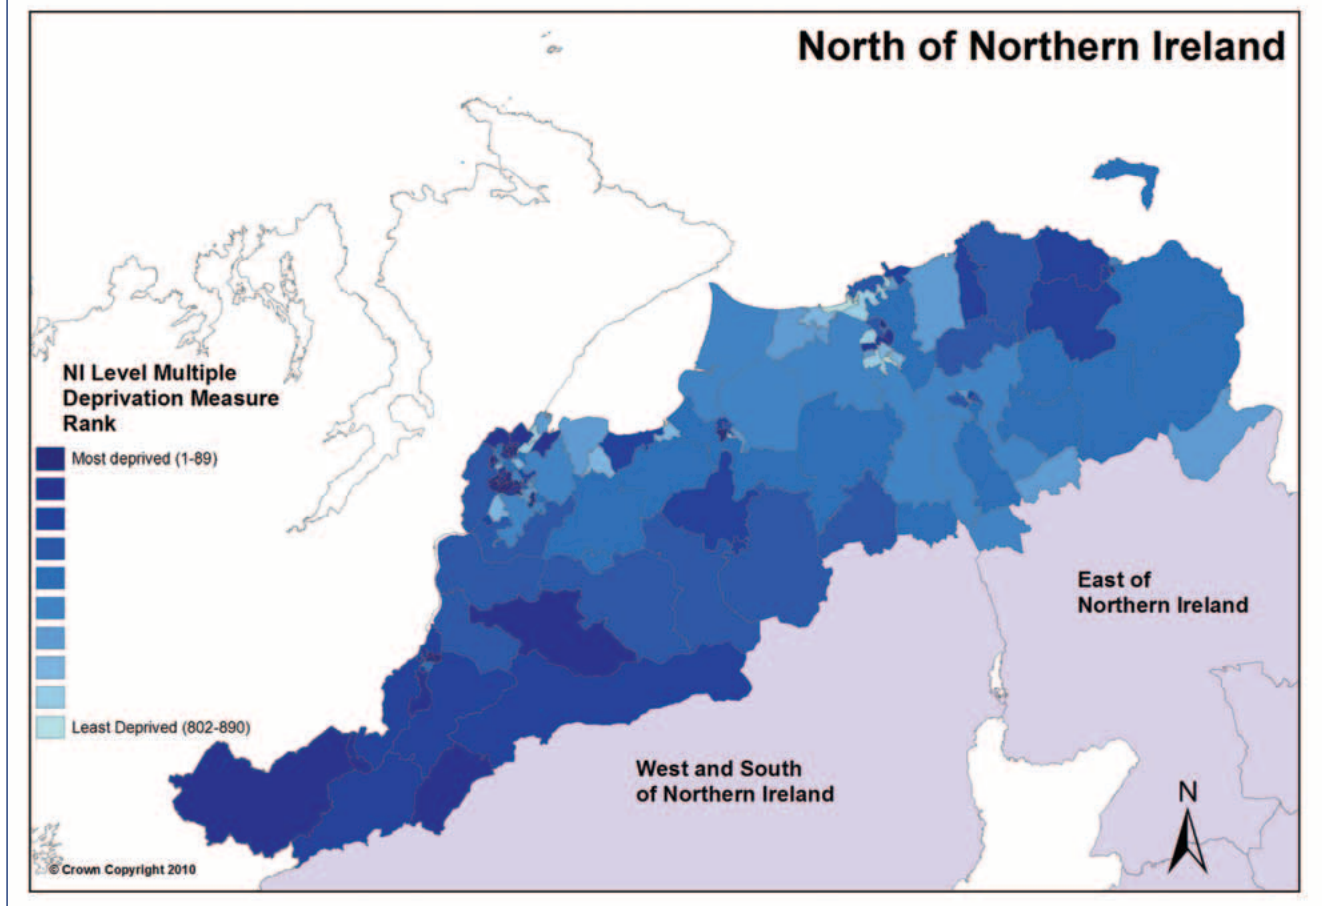 North of Northern Ireland
NI Level Multiple
Deprivation Measure
Rank
Most deprived (1-89)
Least Deprived (802-890)
East of
Northern Ireland
West and South
of Northern Ireland
N
© Crown Copyright 2010